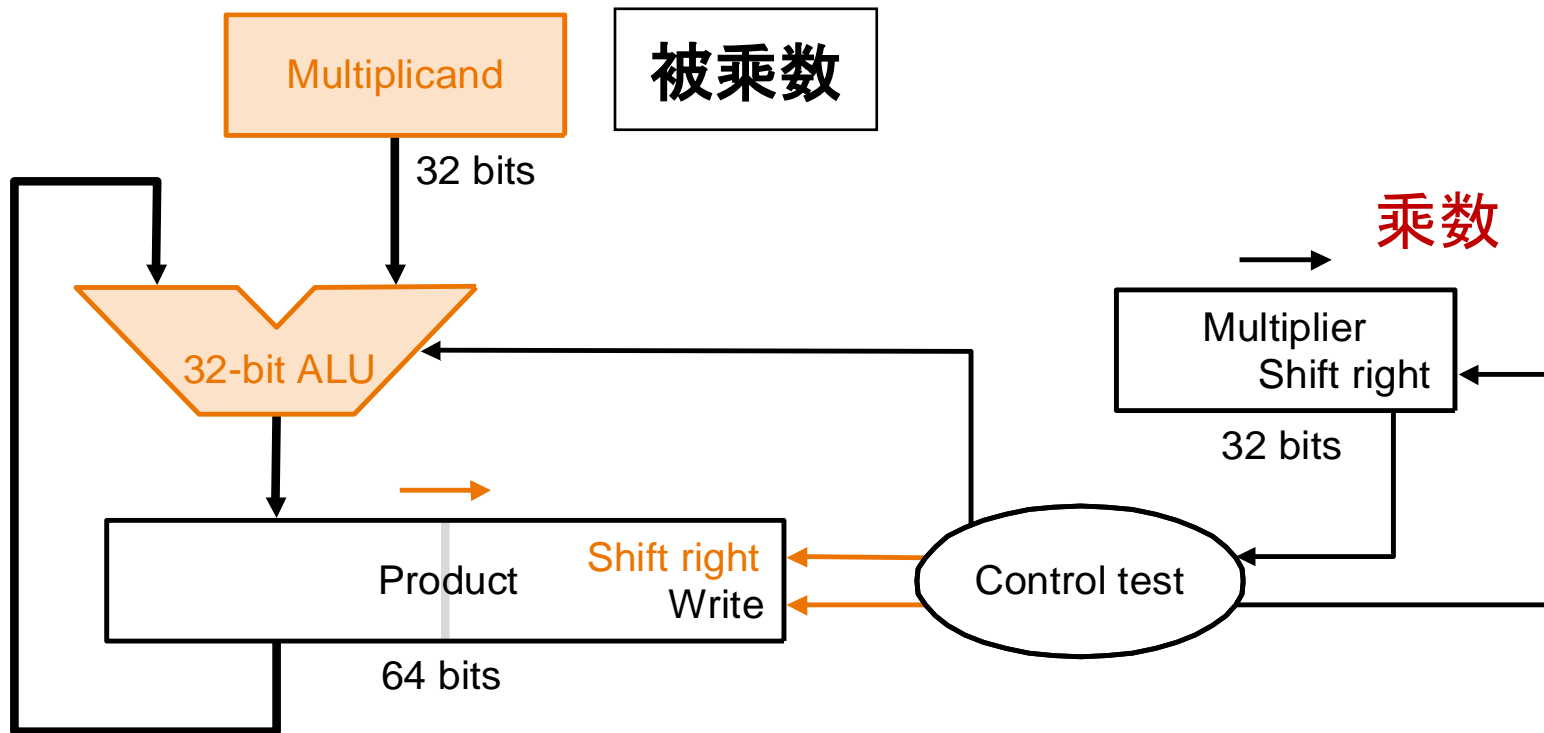 Multiplicand
被乘数
32 bits
乘数
32-bit ALU
Multiplier
Shift right
32 bits
Product
Shift right
Write
64 bits
Control test